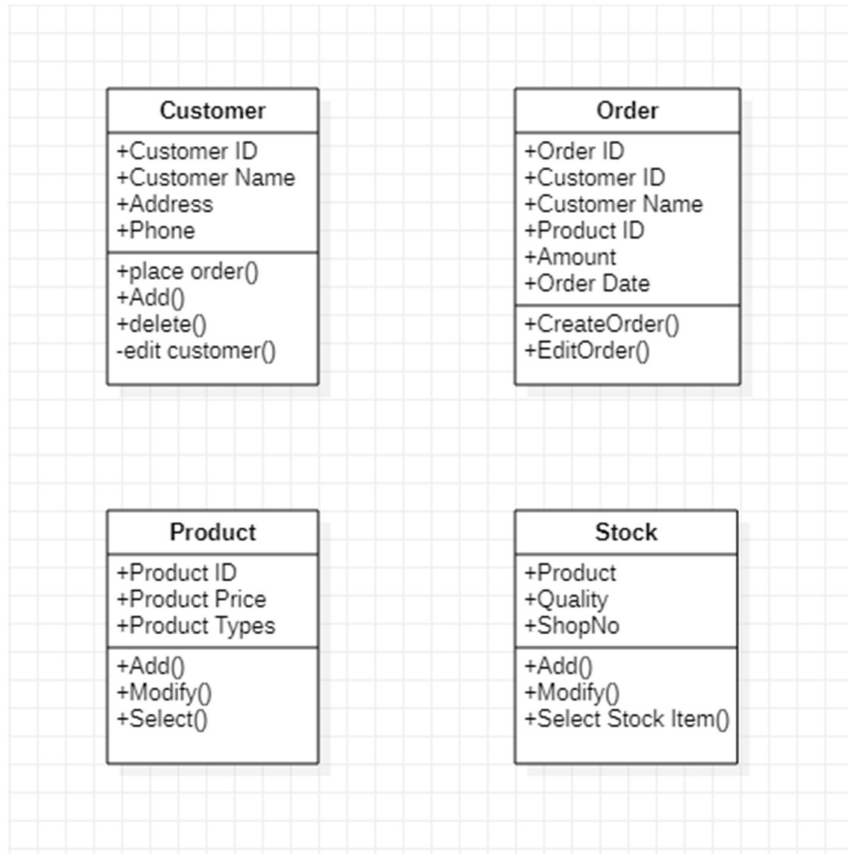 Customer
+Customer ID
+Customer Name
+Address
+Phone
+place order()
+Add()
+delete()
-edit customer()
Order
+Order ID
+Customer ID
+Customer Name
+Product ID
+Amount
+Order Date
+CreateOrder()
+EditOrder()
Product
+Product ID
+Product Price
+Product Types
+Add()
+Modify()
+Select()
Stock
+Product
+Quality
+ShopNo
+Add()
+Modify()
+Select Stock Item()